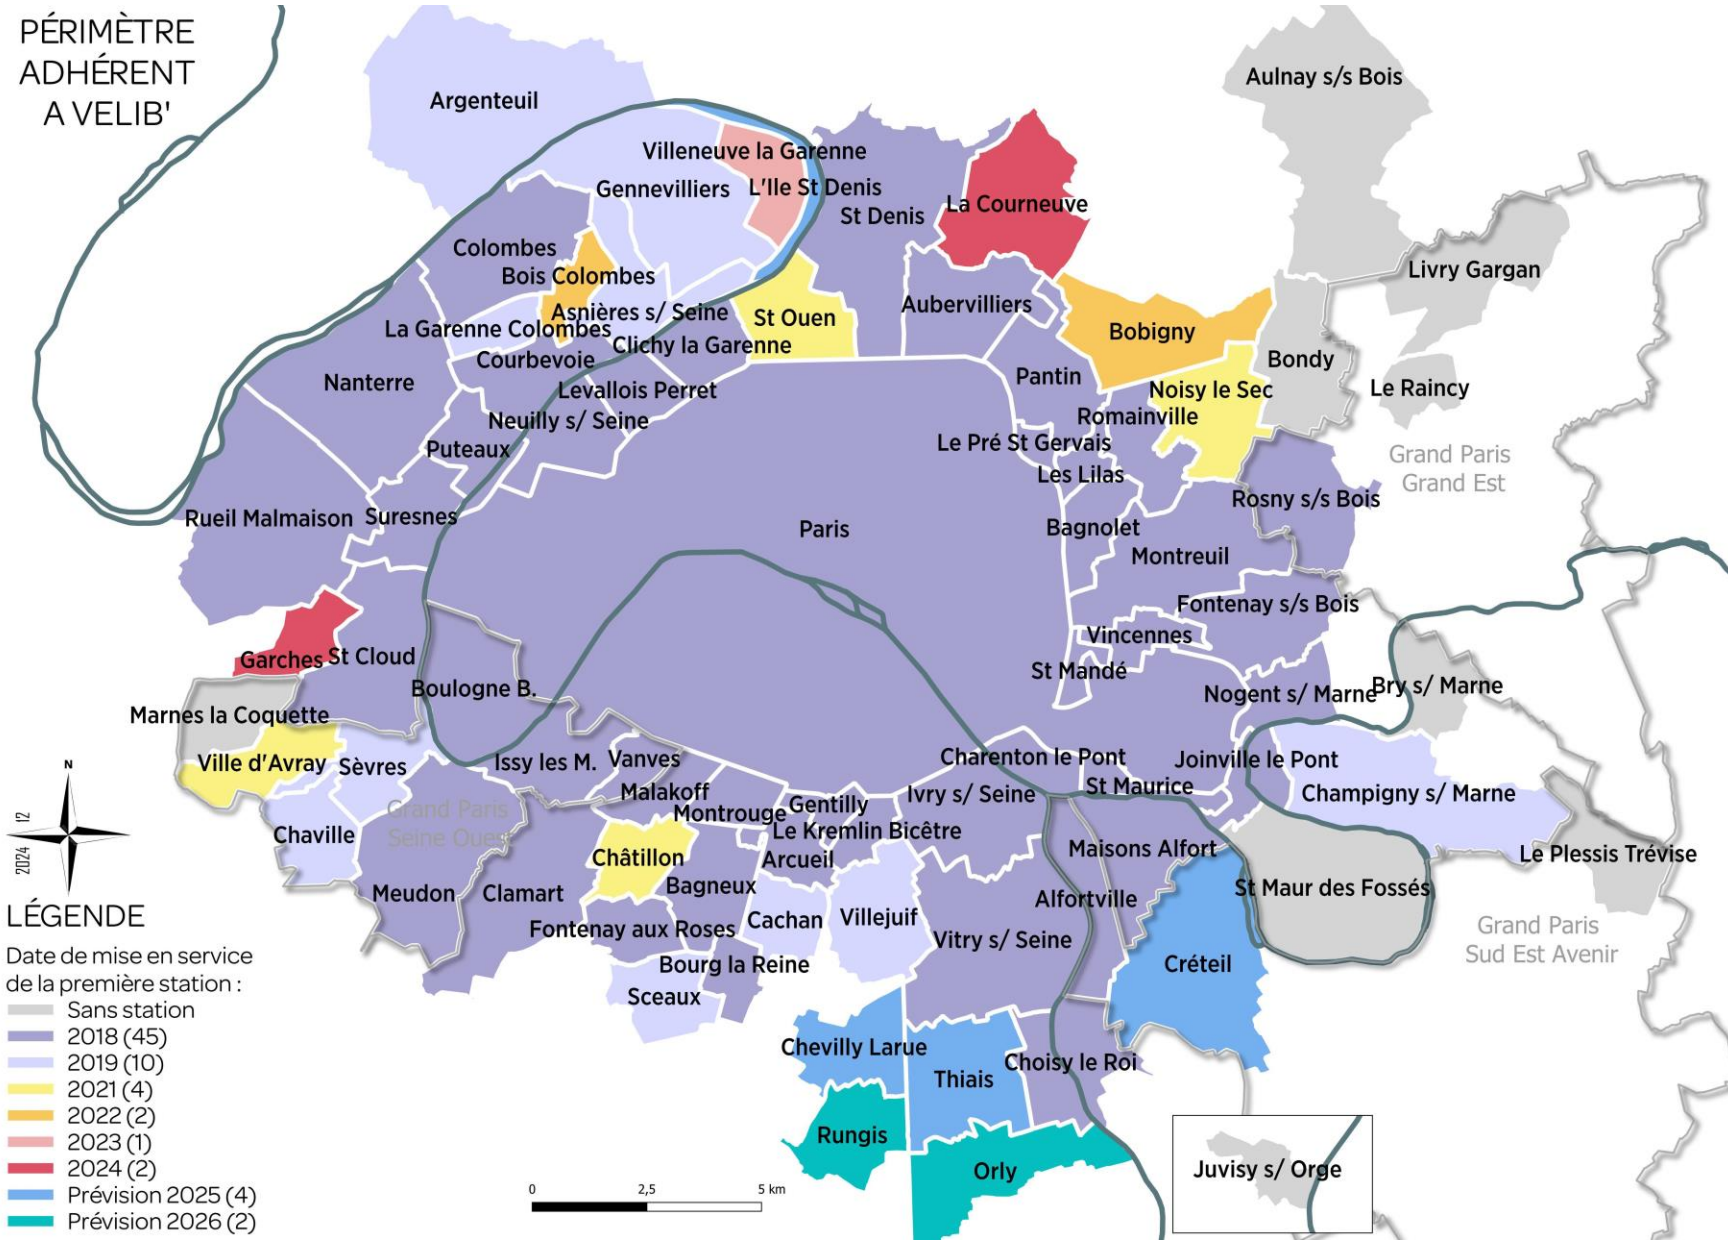 PÉRIMÈTRE
ADHÉRENT
A VELIB'
Aulnay s/s Bois
Argenteuil
Villeneuve la Garenne
Gennevilliers
L'Ile St Denis
St Denis
La Courneuve
Colombes
Bois Colombes
Livry Gargan
Aubervilliers
Asnières s/ Seine
St Ouen
La Garenne Colombes
Bobigny
Clichy la Garenne
Courbevoie
Bondy
Nanterre
Levallois Perret
Pantin
Noisy le Sec
Le Raincy
Neuilly s/ Seine
Romainville
Puteaux
Le Pré St Gervais
Grand Paris
Grand Est
Les Lilas
Rosny s/s Bois
Rueil Malmaison
Suresnes
Paris
Bagnolet
Montreuil
Fontenay s/s Bois
Vincennes
Garches
St Cloud
St Mandé
Boulogne B.
Nogent s/ Marne
Bry s/ Marne
Marnes la Coquette
Ville d'Avray
Sèvres
Issy les M.
Vanves
Charenton le Pont
Joinville le Pont
St Maurice
Malakoff
Montrouge
Gentilly
Ivry s/ Seine
Champigny s/ Marne
Grand Paris
Seine Ouest
Chaville
Le Kremlin Bicêtre
Arcueil
Châtillon
Maisons Alfort
Le Plessis Trévise
Meudon
Clamart
Bagneux
Alfortville
St Maur des Fossés
Fontenay aux Roses
Cachan
Villejuif
Vitry s/ Seine
Grand Paris
Sud Est Avenir
Bourg la Reine
Créteil
Sceaux
Chevilly Larue
Thiais
Choisy le Roi
Rungis
Orly
Juvisy s/ Orge
N
2024 12
LÉGENDE
Date de mise en service
de la première station :
Sans station
2018 (45)
2019 (10)
2021 (4)
2022 (2)
2023 (1)
2024 (2)
Prévision 2025 (4)
Prévision 2026 (2)
0 2,5 5 km